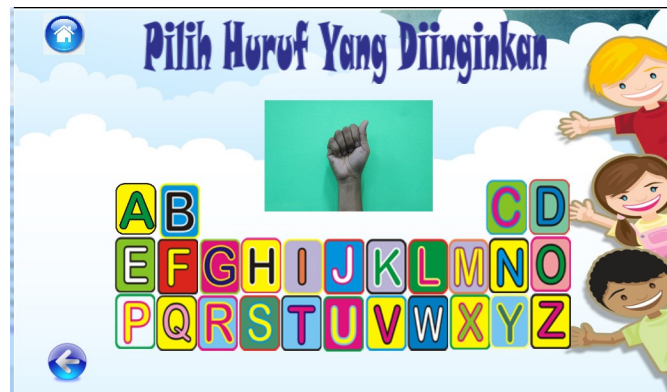 Pilih Huruf Yang Diinginkan
A B C D
E F G H I J K L M N O
P Q R S T U V W X Y Z